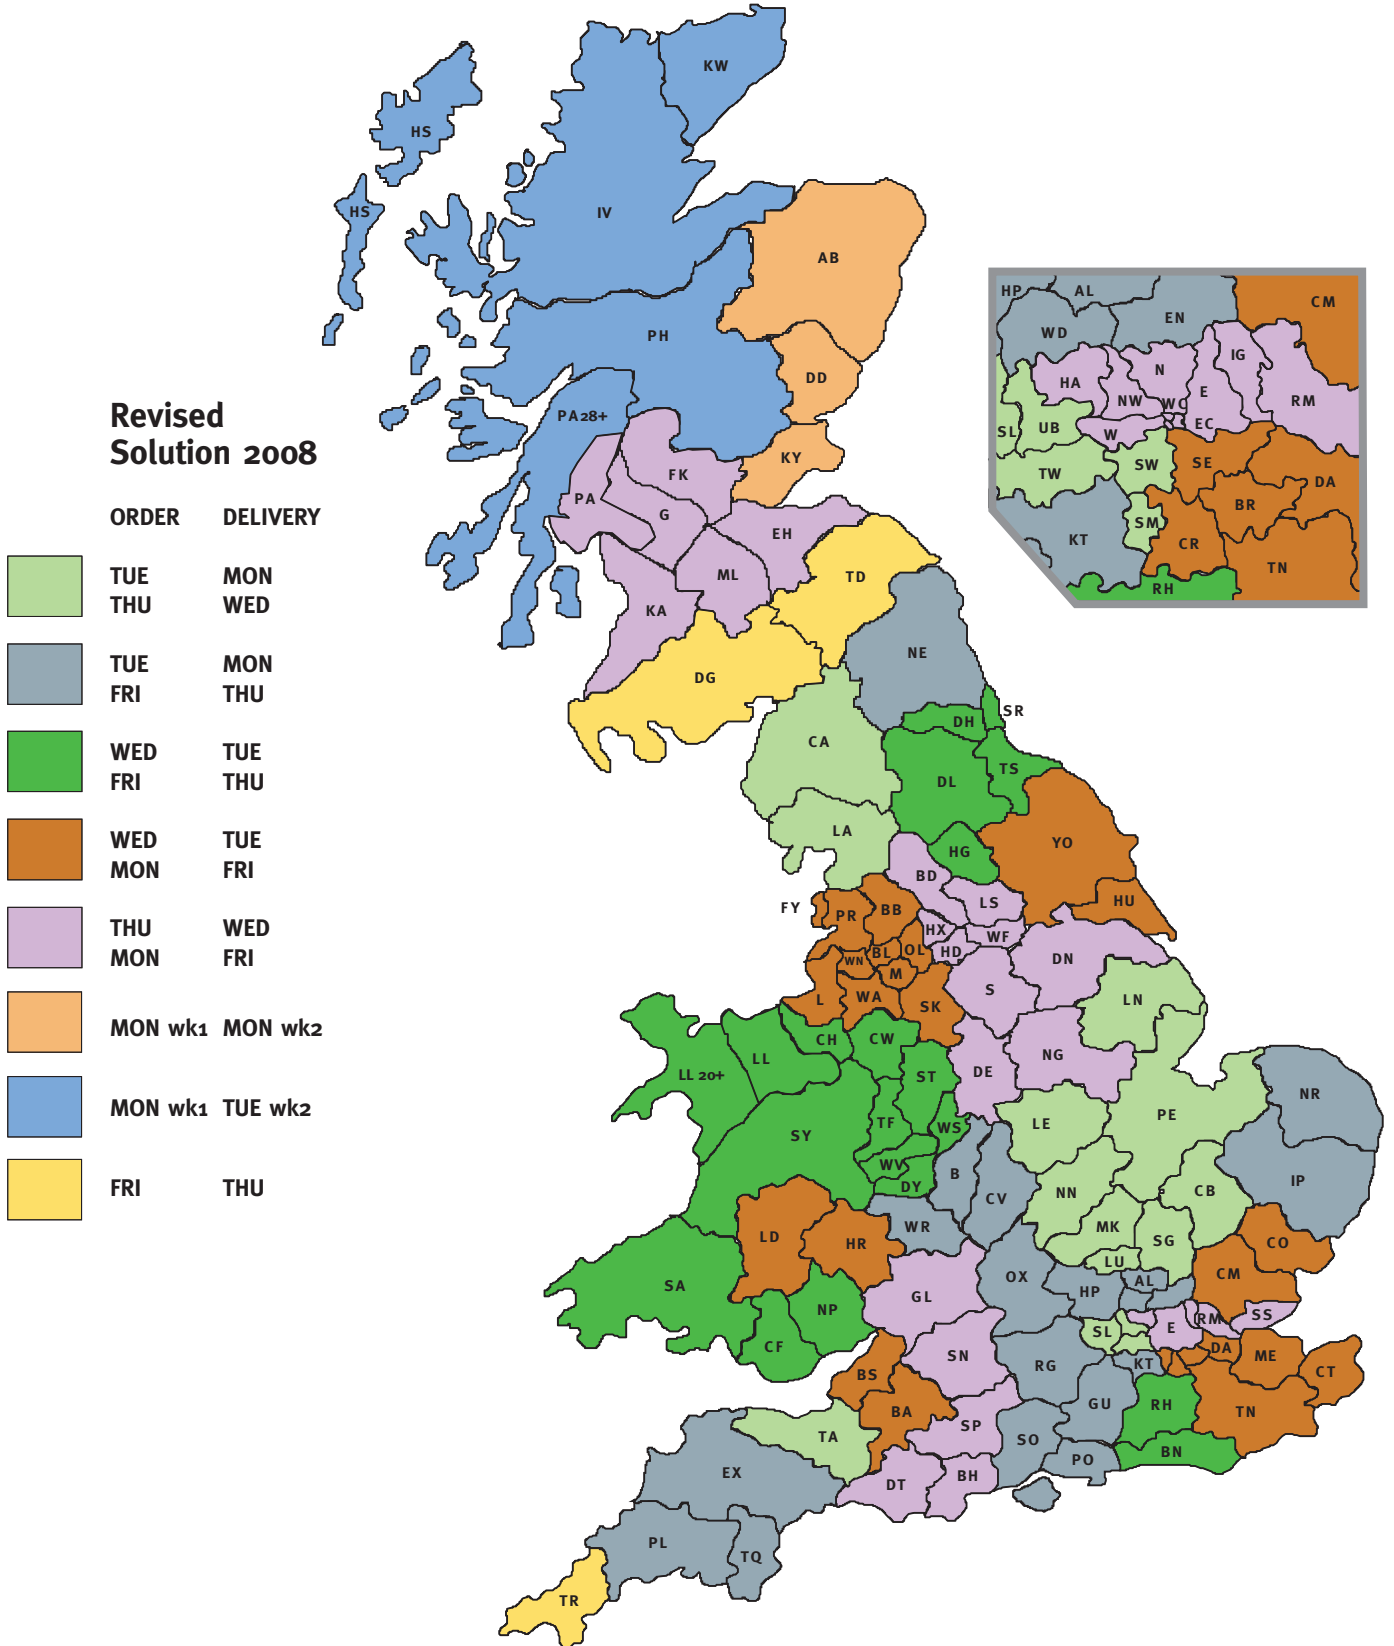 Revised
Solution 2008
ORDER DELIVERY
TUE MON
THU WED
TUE MON
FRI THU
WED TUE
FRI THU
WED TUE
MON FRI
THU WED
MON FRI
MON wk1 MON wk2
MON wk1 TUE wk2
FRI THU
KW
HS
HS
IV
AB
PH
DD
PA28+
KY
FK
PA
G
EH
ML
TD
KA
NE
DG
SR
DH
CA
TS
DL
LA
YO
HG
BD
LS
HU
FY
PR
BB
HX
WF
BL
OL
HD
WN
DN
M
S
L
WA
SK
LN
CH
CW
LL
NG
LL 20+
ST
DE
NR
PE
TF
WS
LE
SY
WV
B
IP
DY
CV
NN
CB
WR
MK
LD
HR
SG
CO
LU
OX
AL
CM
SA
HP
GL
NP
RM
SS
SL
E
CF
SN
DA
ME
KT
RG
CT
BS
GU
RH
BA
TN
SP
TA
SO
BN
PO
EX
BH
DT
PL
TQ
TR
HP
AL
CM
EN
WD
IG
N
HA
E
NW
WC
RM
EC
UB
SL
W
SW
SE
TW
DA
BR
SM
KT
CR
TN
RH